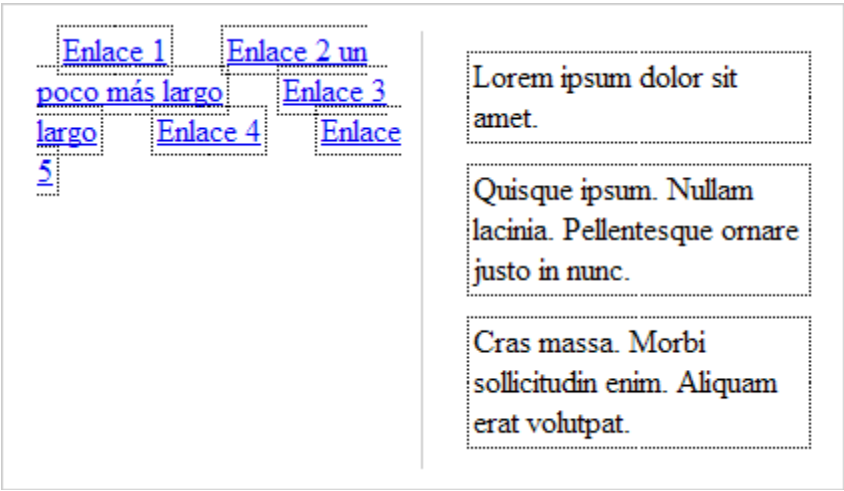 Enlace 1 Enlace 2 un
poco más largo Enlace 3
largo Enlace 4 Enlace
5
Lorem ipsum dolor sit
amet.
Quisque ipsum. Nullam
lacinia. Pellentesque ornare
justo in nunc.
Cras massa. Morbi
sollicitudin enim. Aliquam
erat volutpat.